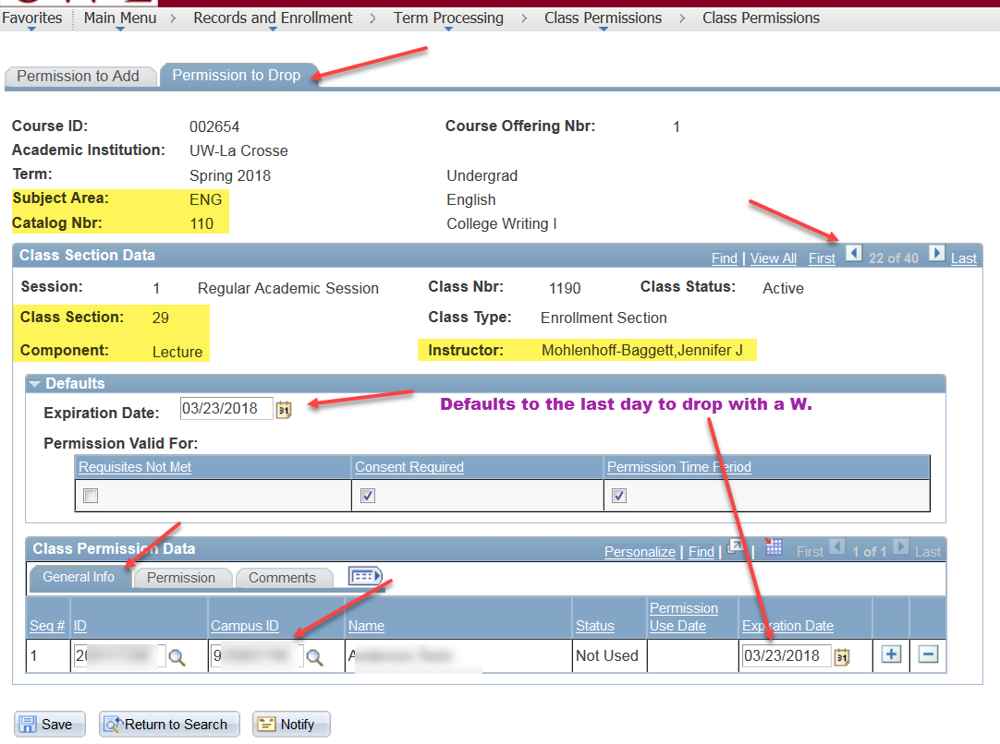 Favorites Main Menu > Records and Enrollment > Term Processing > Class Permissions > Class Permissions
Permission to Add Permission to Drop
Course ID: 002654 Course Offering Nbr: 1
Academic Institution: UW-La Crosse
Term: Spring 2018 Undergrad
Subject Area: ENG English
Catalog Nbr: 110 College Writing I
Class Section Data Find | View All First 22 of 40 Last
Session: 1 Regular Academic Session Class Nbr: 1190 Class Status: Active
Class Section: 29 Class Type: Enrollment Section
Component: Lecture Instructor: Mohlenhoff-Baggett,Jennifer J
Defaults
Expiration Date: 03/23/2018 31 Defaults to the last day to drop with a W.
Permission Valid For:
Requisites Not Met Consent Required Permission Time Period
Class Permission Data Personalize | Find | | First 1 of 1 Last
General Info Permission Comments
Seq # ID Campus ID Name Status Permission Use Date Expiration Date
1 Not Used 03/23/2018 31
Save Return to Search Notify